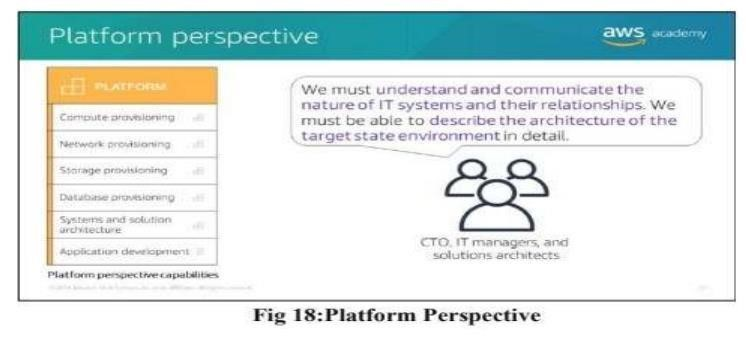 Platform perspective
aws academy
PLATFORM
Compute provisioning
Network provisioning
Storage provisioning
Database provisioning
Systems and solution
architecture
Application development
Platform perspective capabilities
We must understand and communicate the
nature of IT systems and their relationships. We
must be able to describe the architecture of the
target state environment in detail.
CTO, IT managers, and
solutions architects
Fig 18:Platform Perspective